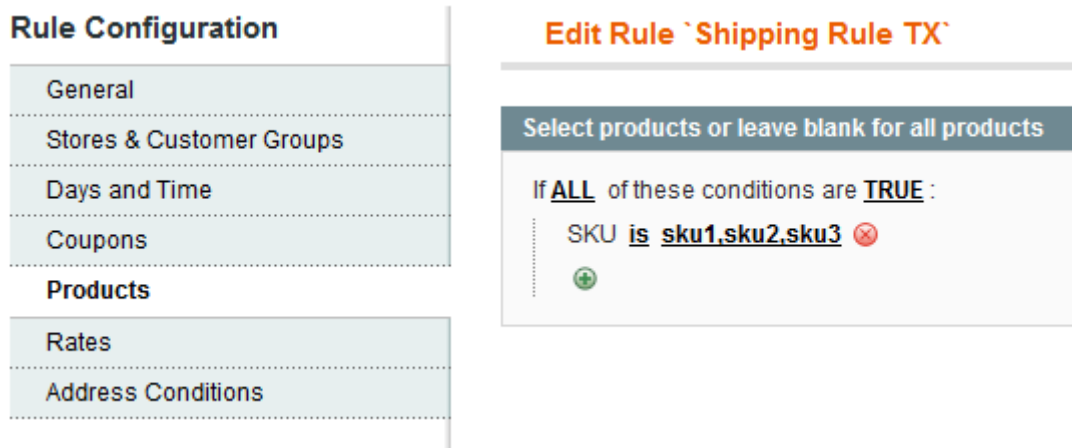 Rule Configuration
General
Stores & Customer Groups
Days and Time
Coupons
Products
Rates
Address Conditions
Edit Rule `Shipping Rule TX`
Select products or leave blank for all products
If ALL of these conditions are TRUE :
SKU is sku1,sku2,sku3